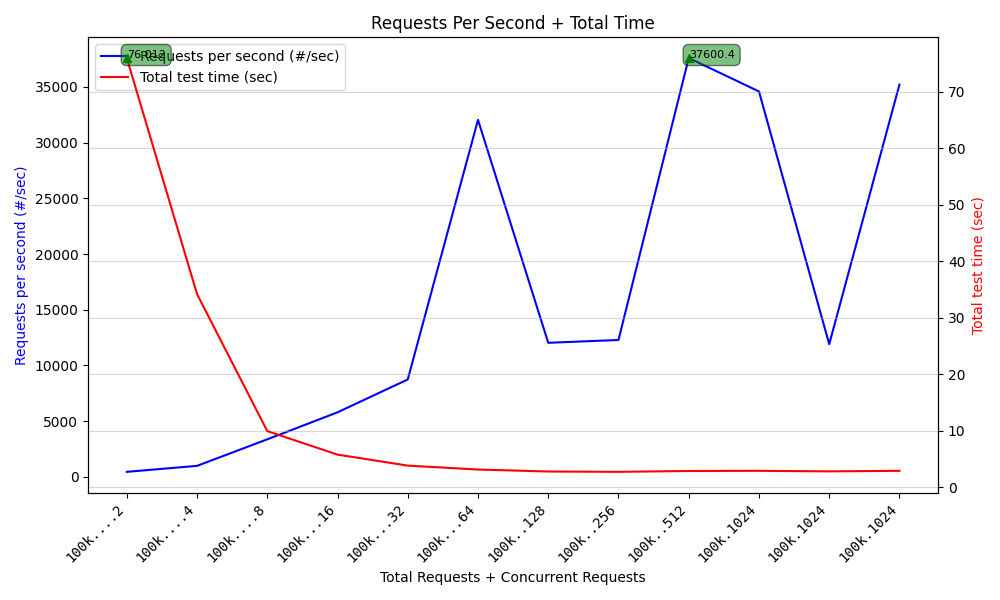 Requests Per Second + Total Time
76.012
37600.4
Requests per second (#/sec)
Total test time (sec)
35000
30000
25000
20000
15000
10000
5000
0
Requests per second (#/sec)
70
60
50
40
30
20
10
0
Total test time (sec)
100k....2
100k....4
100k....8
100k...16
100k...32
100k...64
100k..128
100k..256
100k..512
100k.1024
100k.1024
100k.1024
Total Requests + Concurrent Requests